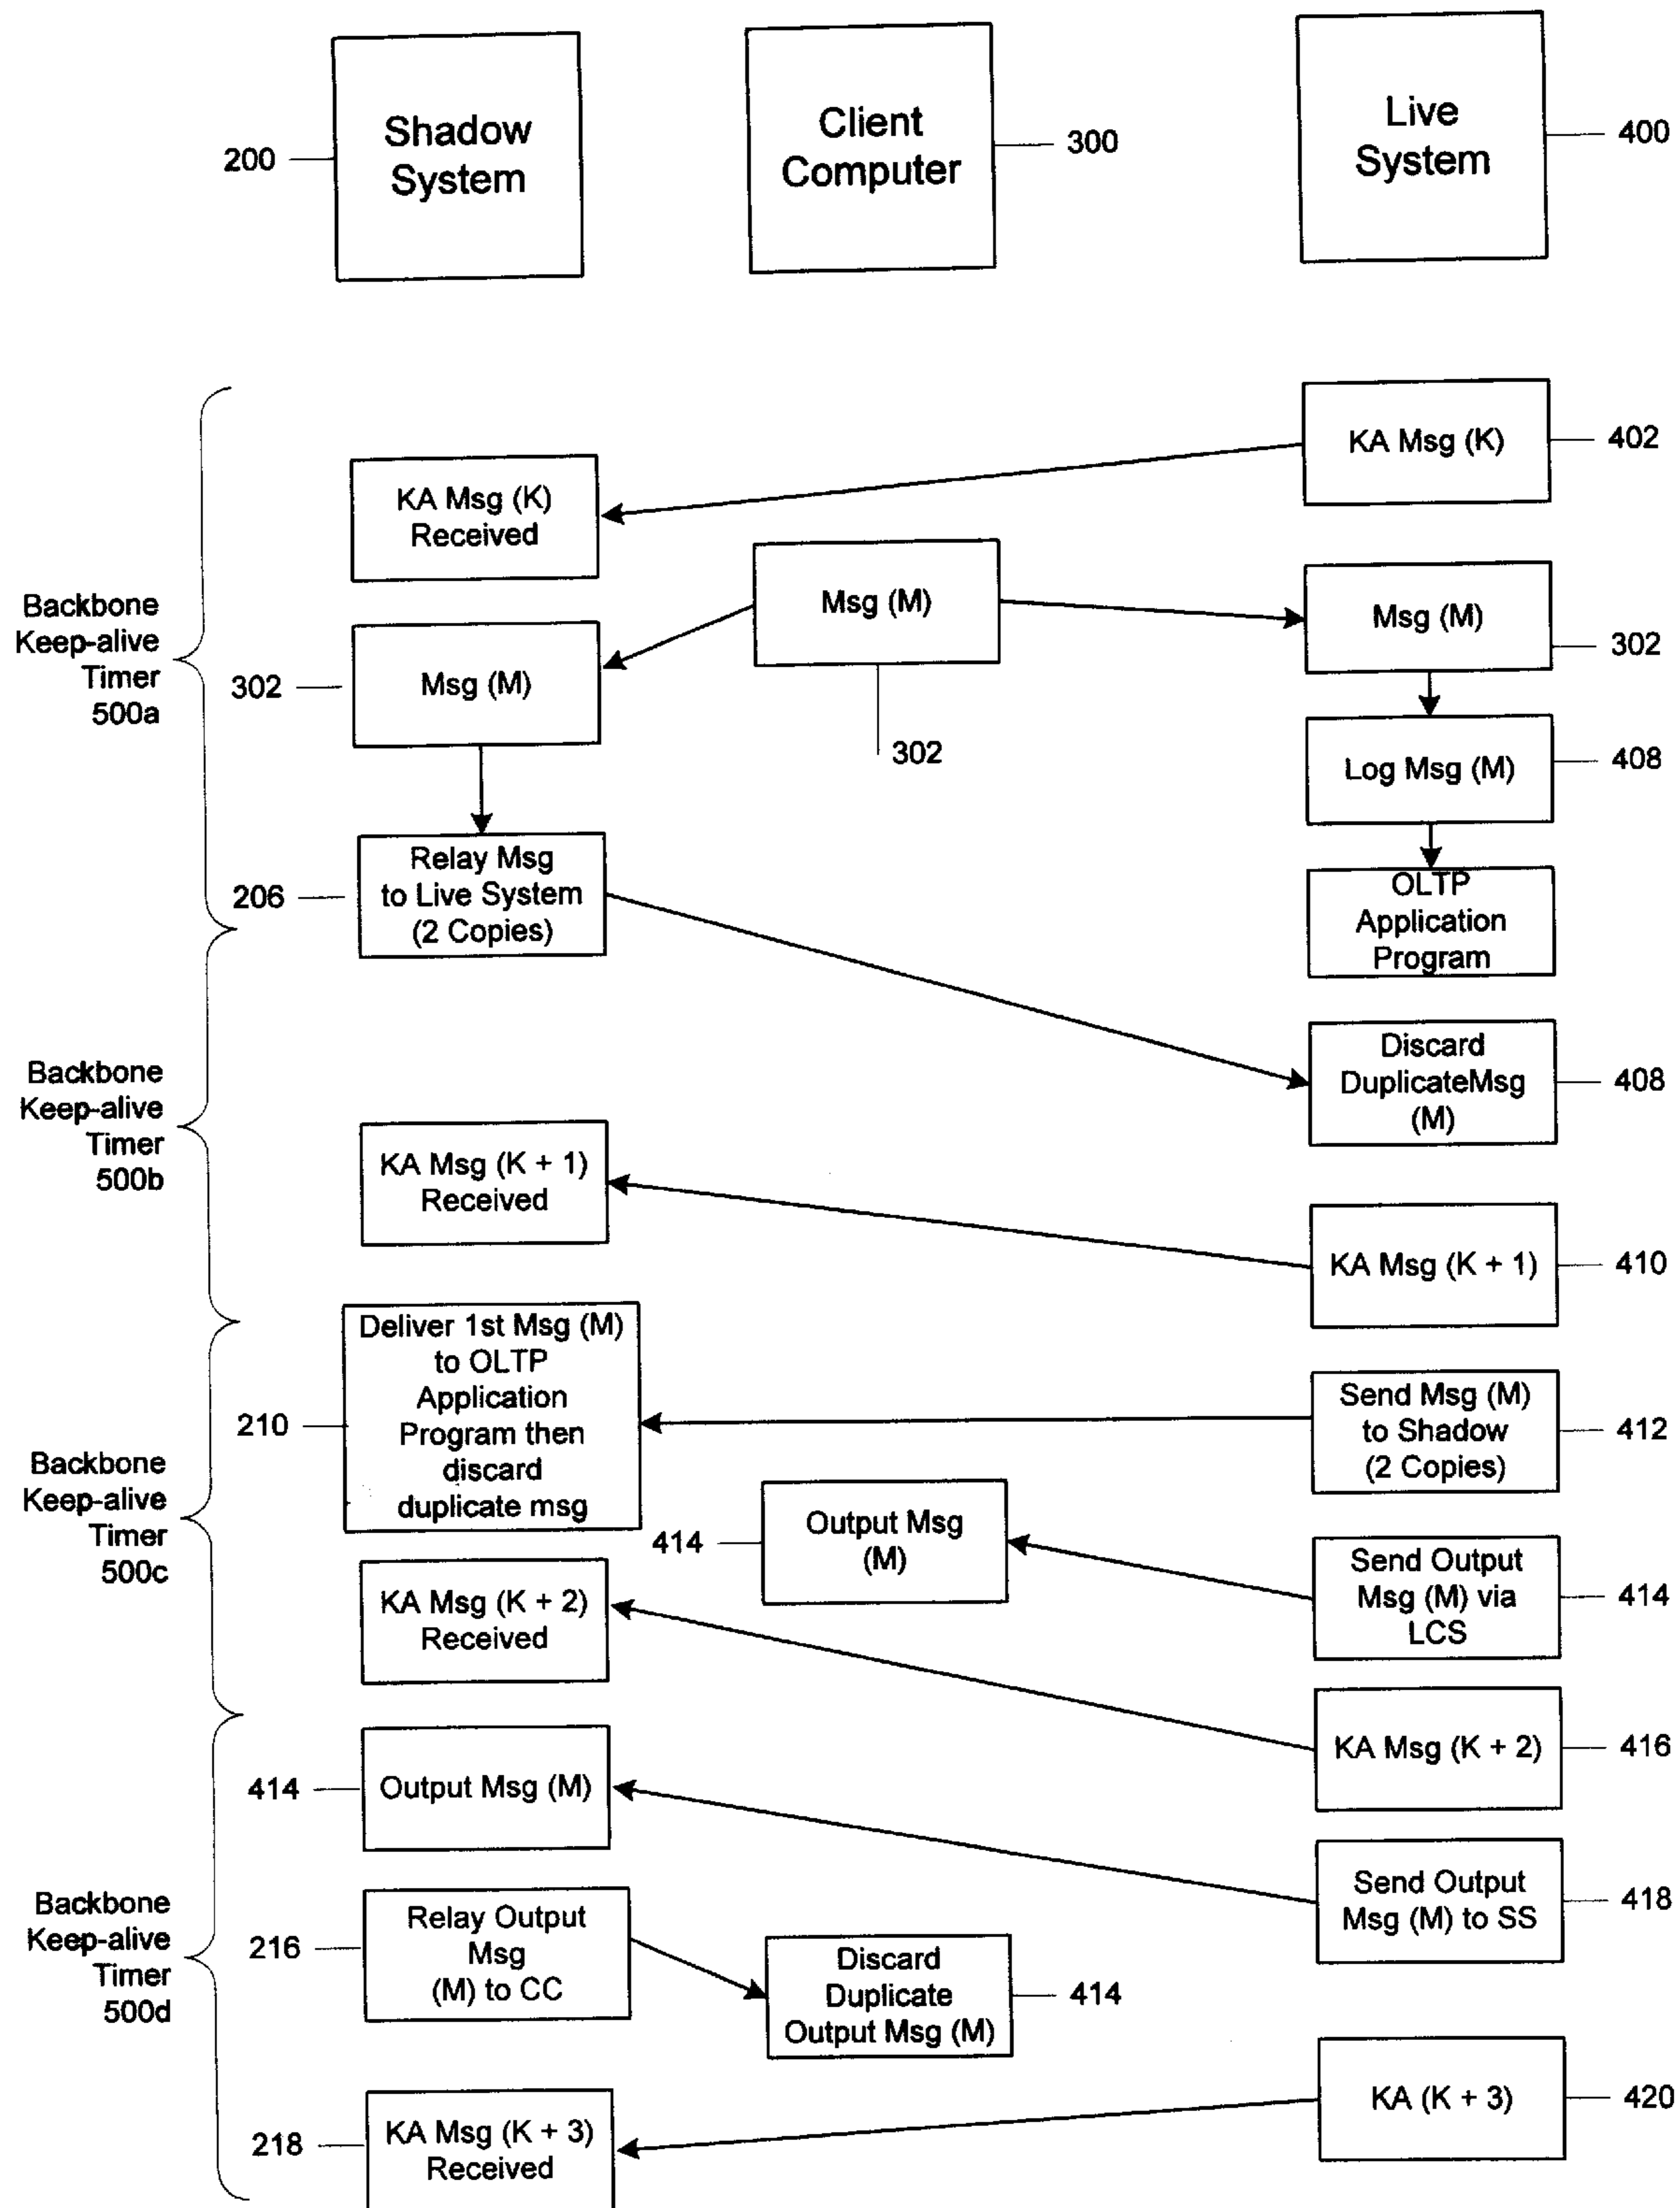 Shadow
System
200
Client
Computer
300
Live
System
400
KA Msg (K)
402
KA Msg (K)
Received
Backbone
Keep-alive
Timer
500a
Msg (M)
302
Msg (M)
302
Msg (M)
302
Log Msg (M)
408
Relay Msg
to Live System
(2 Copies)
206
OLTP
Application
Program
Backbone
Keep-alive
Timer
500b
Discard
DuplicateMsg
(M)
408
KA Msg (K + 1)
Received
KA Msg (K + 1)
410
Backbone
Keep-alive
Timer
500c
Deliver 1st Msg (M)
to OLTP
Application
Program then
discard
duplicate msg
210
Send Msg (M)
to Shadow
(2 Copies)
412
414
Output Msg
(M)
Send Output
Msg (M) via
LCS
414
KA Msg (K + 2)
Received
KA Msg (K + 2)
416
414
Output Msg (M)
Send Output
Msg (M) to SS
418
Backbone
Keep-alive
Timer
500d
216
Relay Output
Msg
(M) to CC
Discard
Duplicate
Output Msg (M)
414
KA (K + 3)
420
218
KA Msg (K + 3)
Received